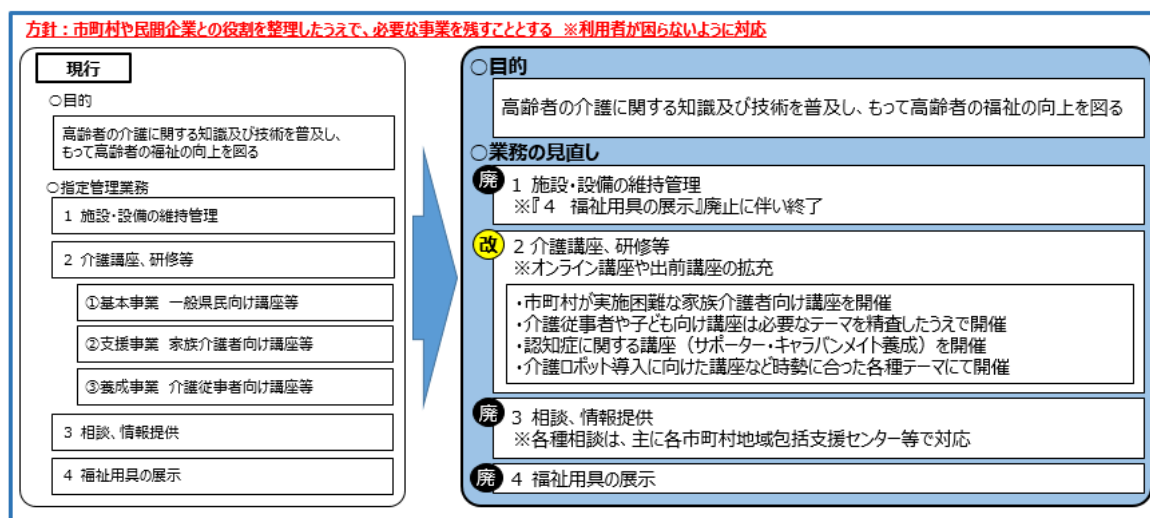 方針：市町村や民間企業との役割を整理したうえで、必要な事業を残すこととする ※利用者が困らないように対応
現行
○目的
高齢者の介護に関する知識及び技術を普及し、
もって高齢者の福祉の向上を図る
○指定管理業務
1 施設・設備の維持管理
2 介護講座、研修等
①基本事業 一般県民向け講座等
②支援事業 家族介護者向け講座等
③養成事業 介護従事者向け講座等
3 相談、情報提供
4 福祉用具の展示
○目的
高齢者の介護に関する知識及び技術を普及し、もって高齢者の福祉の向上を図る
○業務の見直し
廃 1 施設・設備の維持管理
※『4 福祉用具の展示』廃止に伴い終了
改 2 介護講座、研修等
※オンライン講座や出前講座の拡充
・市町村が実施困難な家族介護者向け講座を開催
・介護従事者や子ども向け講座は必要なテーマを精査したうえで開催
・認知症に関する講座（サポーター・キャラバンメイト養成）を開催
・介護ロボット導入に向けた講座など時勢に合った各種テーマにて開催
廃 3 相談、情報提供
※各種相談は、主に各市町村地域包括支援センター等で対応
廃 4 福祉用具の展示